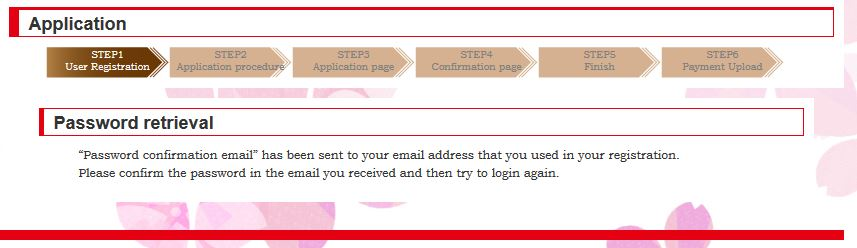 Application
STEP1
User Registration
STEP2
Application procedure
STEP3
Application page
STEP4
Confirmation page
STEP5
Finish
STEP6
Payment Upload
Password retrieval
“Password confirmation email” has been sent to your email address that you used in your registration.
Please confirm the password in the email you received and then try to login again.